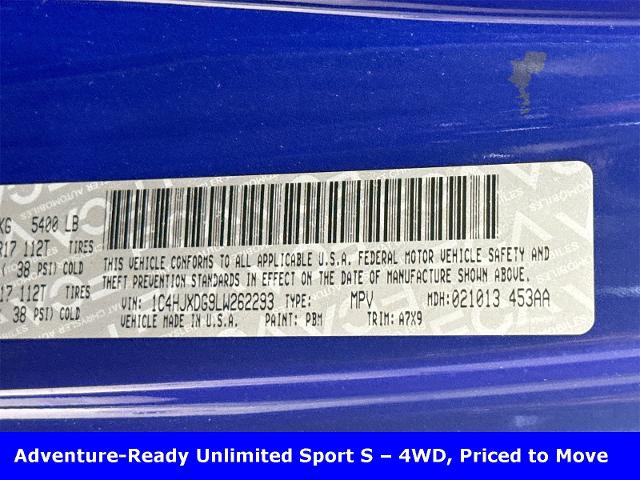 KG 5400 LB
R17 112T TIRES
( 38 PSI) COLD
17 112T TIRES
38 PSI) COLD
THIS VEHICLE CONFORMS TO ALL APPLICABLE U.S.A. FEDERAL MOTOR VEHICLE SAFETY AND
THEFT PREVENTION STANDARDS IN EFFECT ON THE DATE OF MANUFACTURE SHOWN ABOVE.
VIN: 1C4HJXDG9LW262293 TYPE: MPV MDH:021013 453AA
VEHICLE MADE IN U.S.A. PAINT: PBM TRIM: A7X9
Adventure-Ready Unlimited Sport S – 4WD, Priced to Move